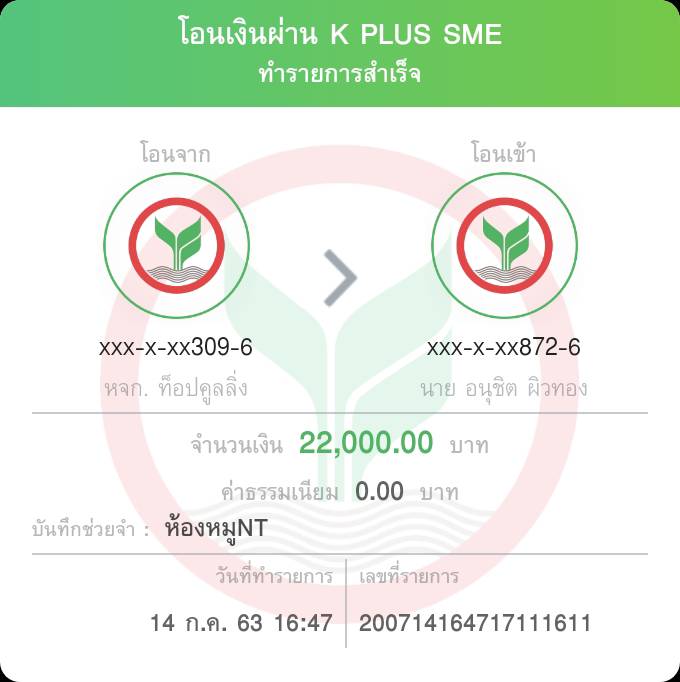 โอนเงินผ่าน K PLUS SME
ทำรายการสำเร็จ
โอนจาก
โอนเข้า
xxx-x-xx309-6
xxx-x-xx872-6
หจก. ท็อปคูลลิ่ง
นาย อนุชิต ผิวทอง
จำนวนเงิน 22,000.00 บาท
ค่าธรรมเนียม 0.00 บาท
บันทึกช่วยจำ : ห้องหมูNT
วันที่ทำรายการ
เลขที่รายการ
14 ก.ค. 63 16:47
200714164717111611